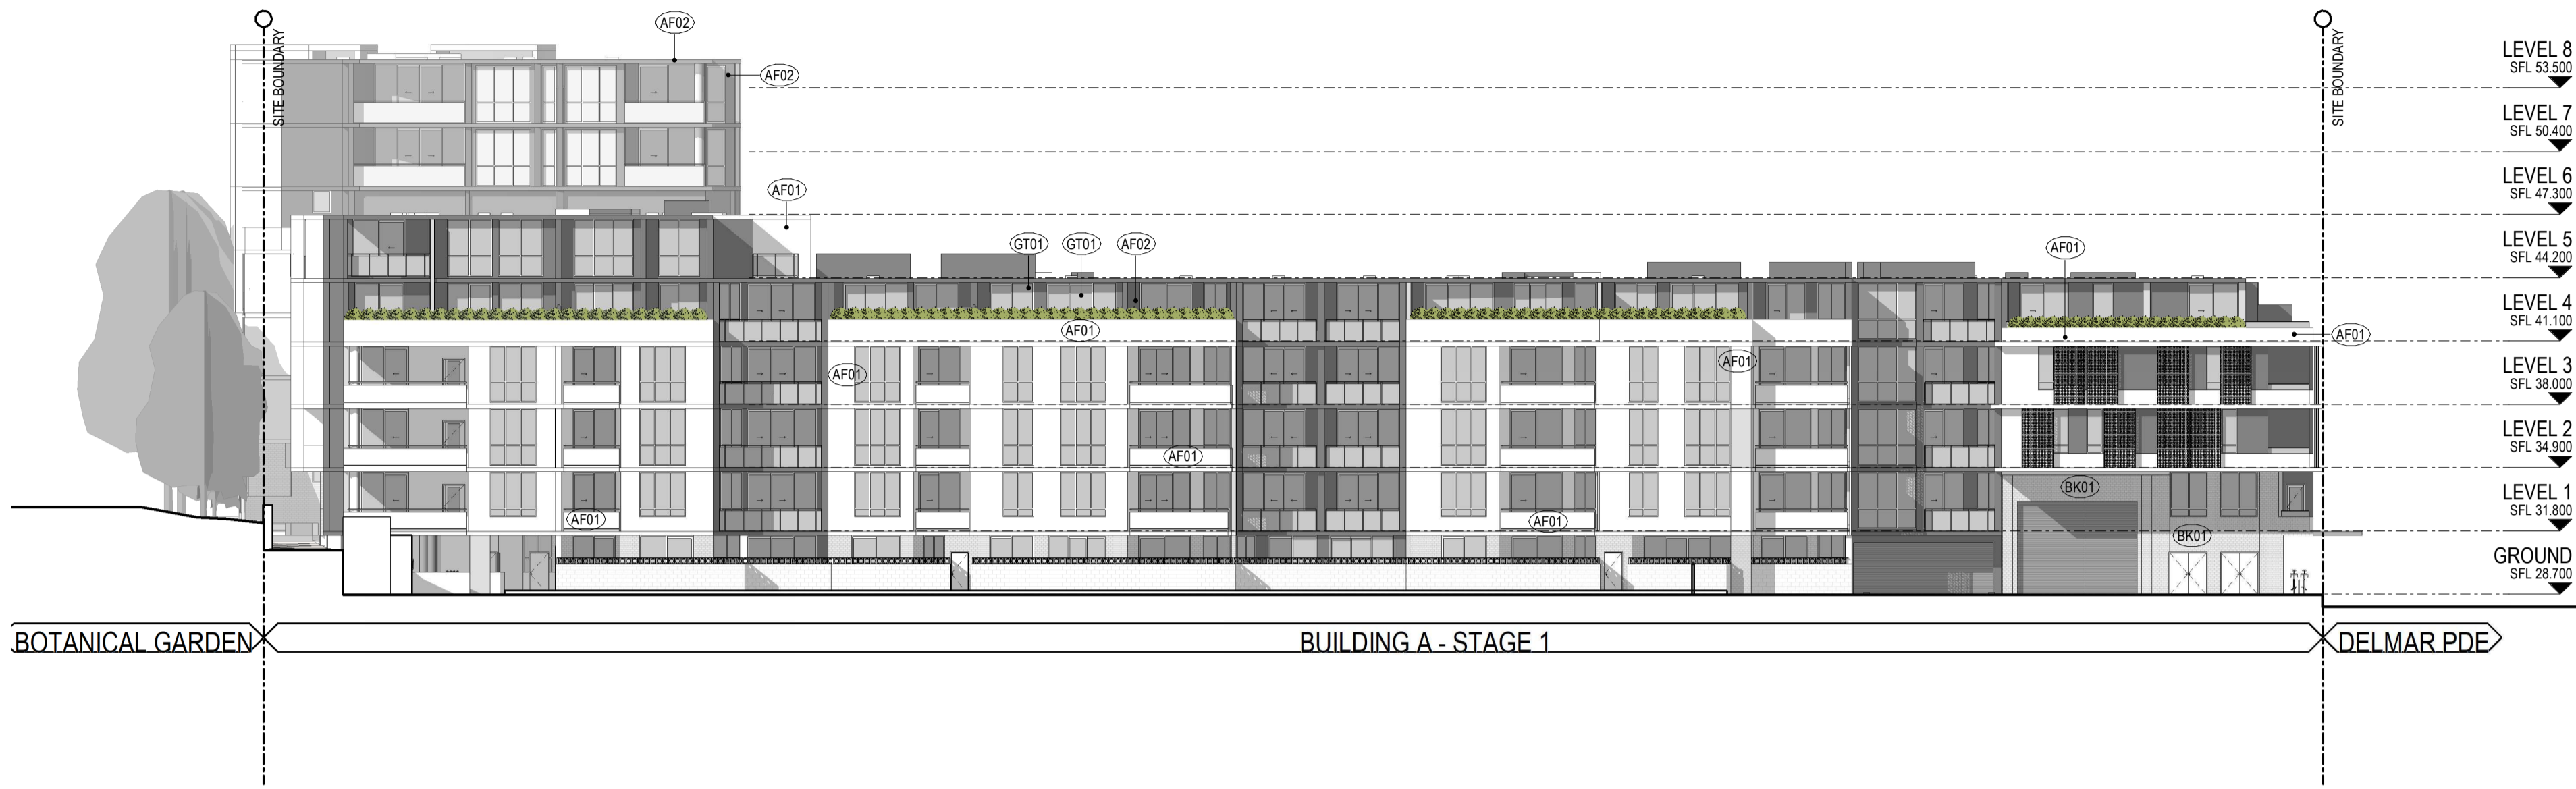 AF02
SITE BOUNDARY
SITE BOUNDARY
LEVEL 8
SFL 53.500
AF02
LEVEL 7
SFL 50.400
LEVEL 6
SFL 47.300
AF01
GT01
GT01
AF02
AF01
LEVEL 5
SFL 44.200
LEVEL 4
SFL 41.100
AF01
AF01
AF01
AF01
LEVEL 3
SFL 38.000
LEVEL 2
SFL 34.900
AF01
BK01
LEVEL 1
SFL 31.800
AF01
AF01
BK01
GROUND
SFL 28.700
BOTANICAL GARDEN
BUILDING A - STAGE 1
DELMAR PDE